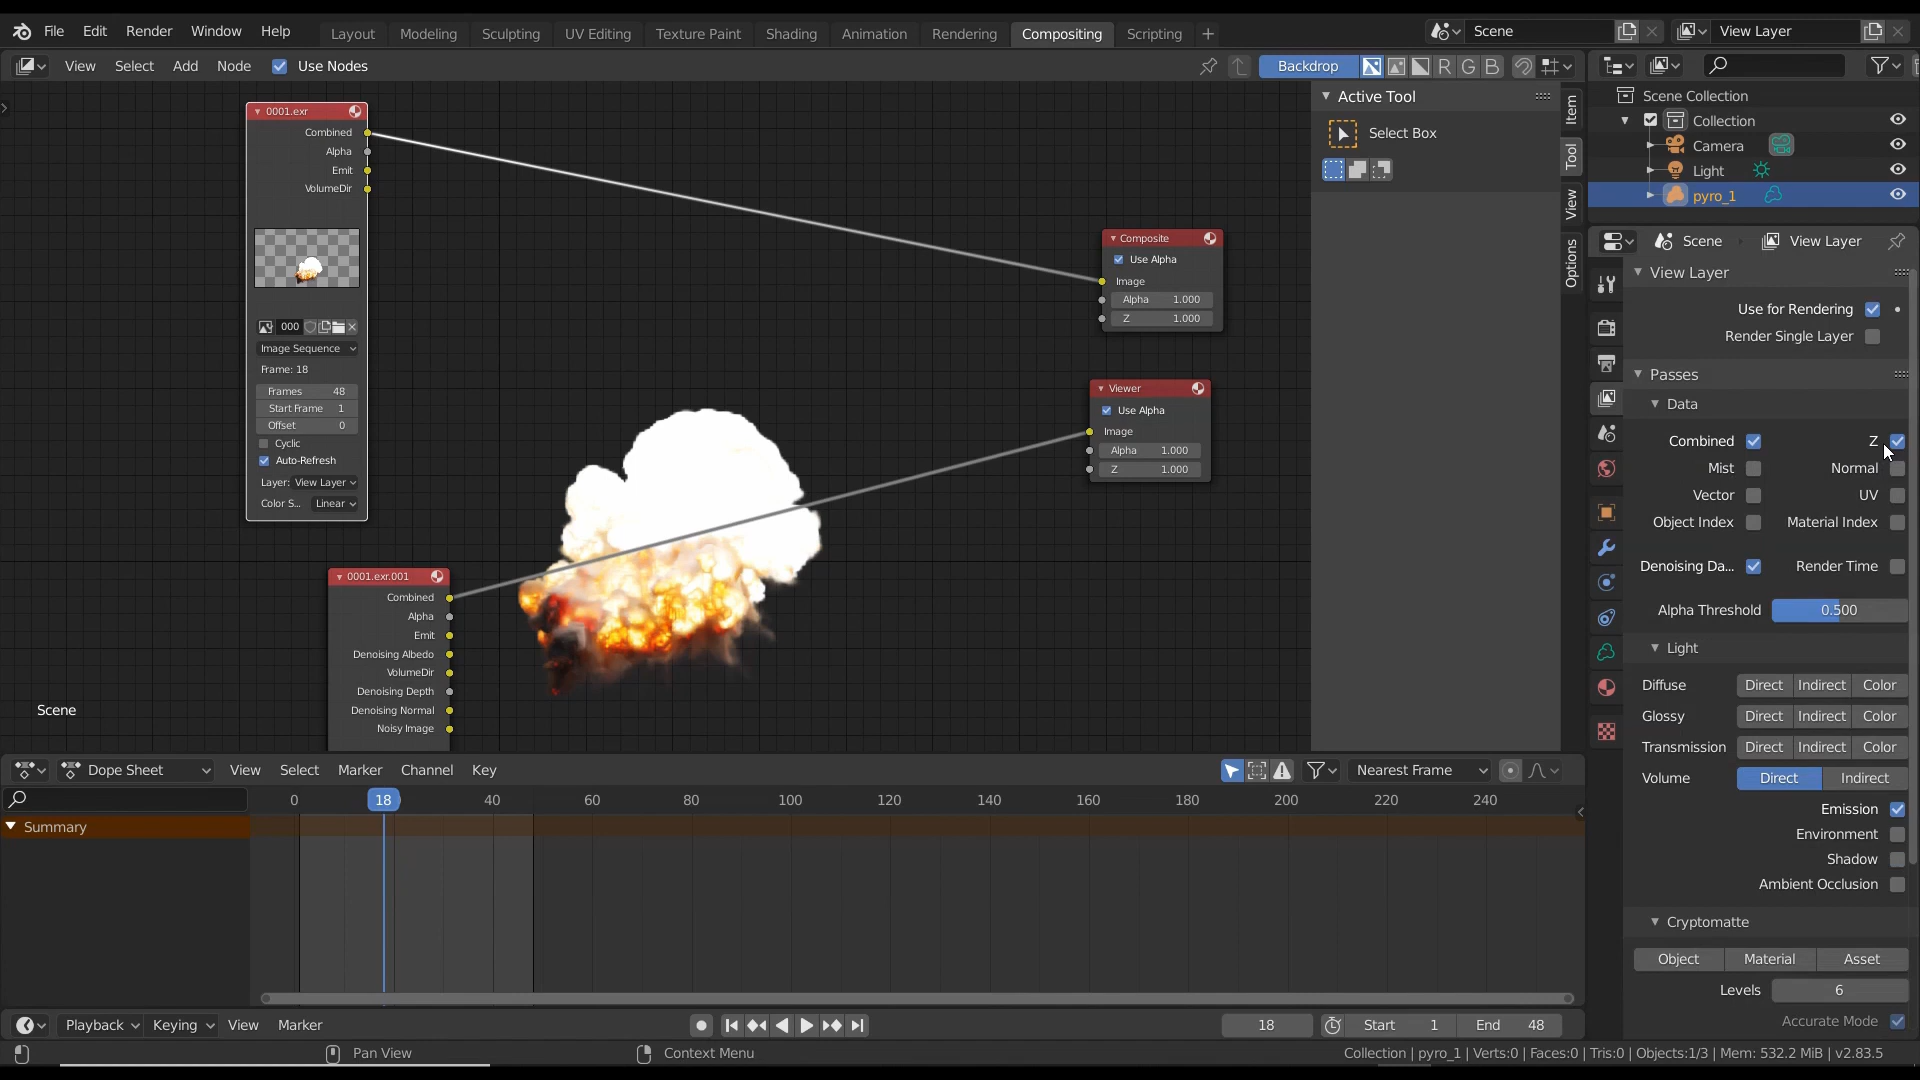 File Edit Render Window Help Layout Modeling Sculpting UV Editing Texture Paint Shading Animation Rendering Compositing Scripting + Scene View Layer
View Select Add Node Use Nodes Backdrop R G B
0001.exr
Combined
Alpha
Emit
VolumeDir
000
Image Sequence
Frame: 18
Frames 48
Start Frame 1
Offset 0
Cyclic
Auto-Refresh
Layer: View Layer
Color S... Linear
0001.exr.001
Combined
Alpha
Emit
Denoising Albedo
VolumeDir
Denoising Depth
Denoising Normal
Noisy Image
Scene
Composite
Use Alpha
Image
Alpha 1.000
Z 1.000
Viewer
Use Alpha
Image
Alpha 1.000
Z 1.000
Active Tool
Select Box
Item
Tool
View
Options
Scene Collection
Collection
Camera
Light
pyro_1
Scene View Layer
View Layer
Use for Rendering
Render Single Layer
Passes
Data
Combined Z
Mist Normal
Vector UV
Object Index Material Index
Denoising Da... Render Time
Alpha Threshold 0.500
Light
Diffuse Direct Indirect Color
Glossy Direct Indirect Color
Transmission Direct Indirect Color
Volume Direct Indirect
Emission
Environment
Shadow
Ambient Occlusion
Cryptomatte
Object Material Asset
Levels 6
Accurate Mode
Dope Sheet View Select Marker Channel Key Nearest Frame
0 18 40 60 80 100 120 140 160 180 200 220 240
Summary
Playback Keying View Marker 18 Start 1 End 48
Pan View Context Menu Collection | pyro_1 | Verts:0 | Faces:0 | Tris:0 | Objects:1/3 | Mem: 532.2 MiB | v2.83.5